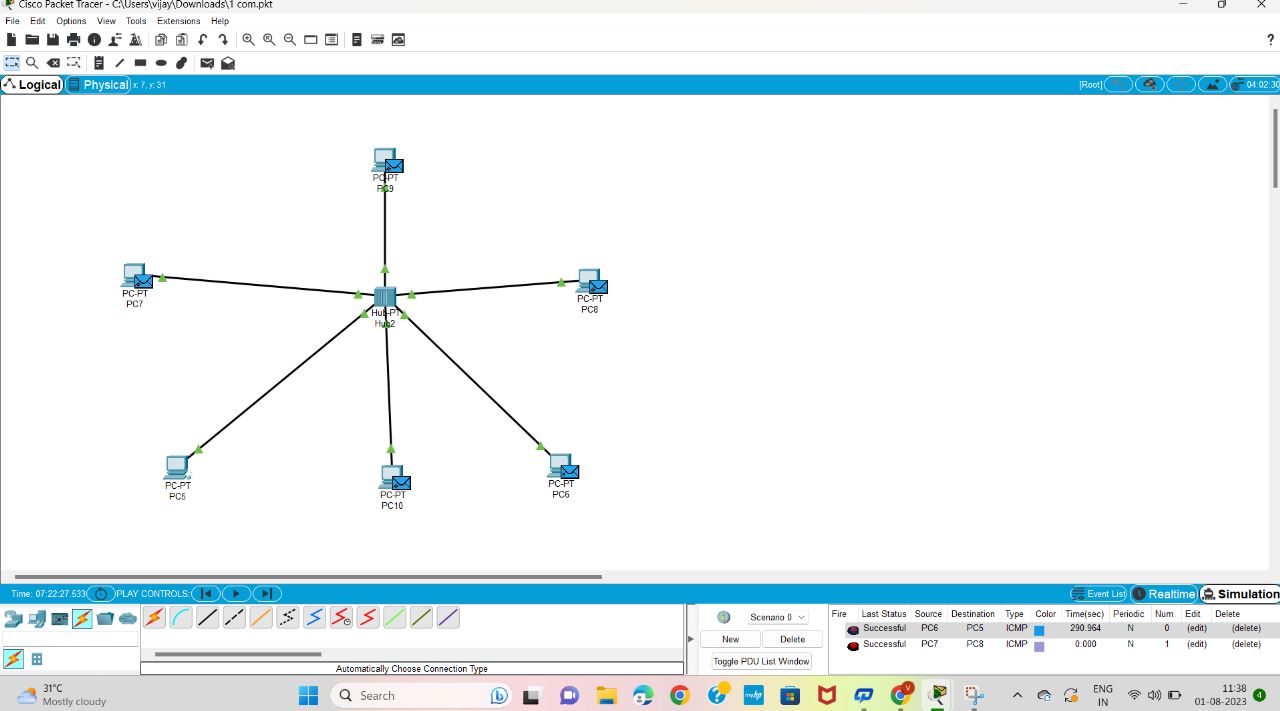 Cisco Packet Tracer - C:\Users\vijay\Downloads\1 com.pkt
File Edit Options View Tools Extensions Help
?
Logical Physical x: 7, y: 31 [Root] 04:02:30
PC-PT
PC9
PC-PT
PC7
PC-PT
PC8
Hub-PT
Hub2
PC-PT
PC5
PC-PT
PC10
PC-PT
PC6
Time: 07:22:27.533 PLAY CONTROLS: Event List Realtime Simulation
Scenario 0
New Delete
Toggle PDU List Window
Automatically Choose Connection Type
Fire Last Status Source Destination Type Color Time(sec) Periodic Num Edit Delete
Successful PC6 PC5 ICMP 290.964 N 0 (edit) (delete)
Successful PC7 PC8 ICMP 0.000 N 1 (edit) (delete)
31°C
Mostly cloudy
Search
myhp
V
ENG
IN
11:38
01-08-2023
4